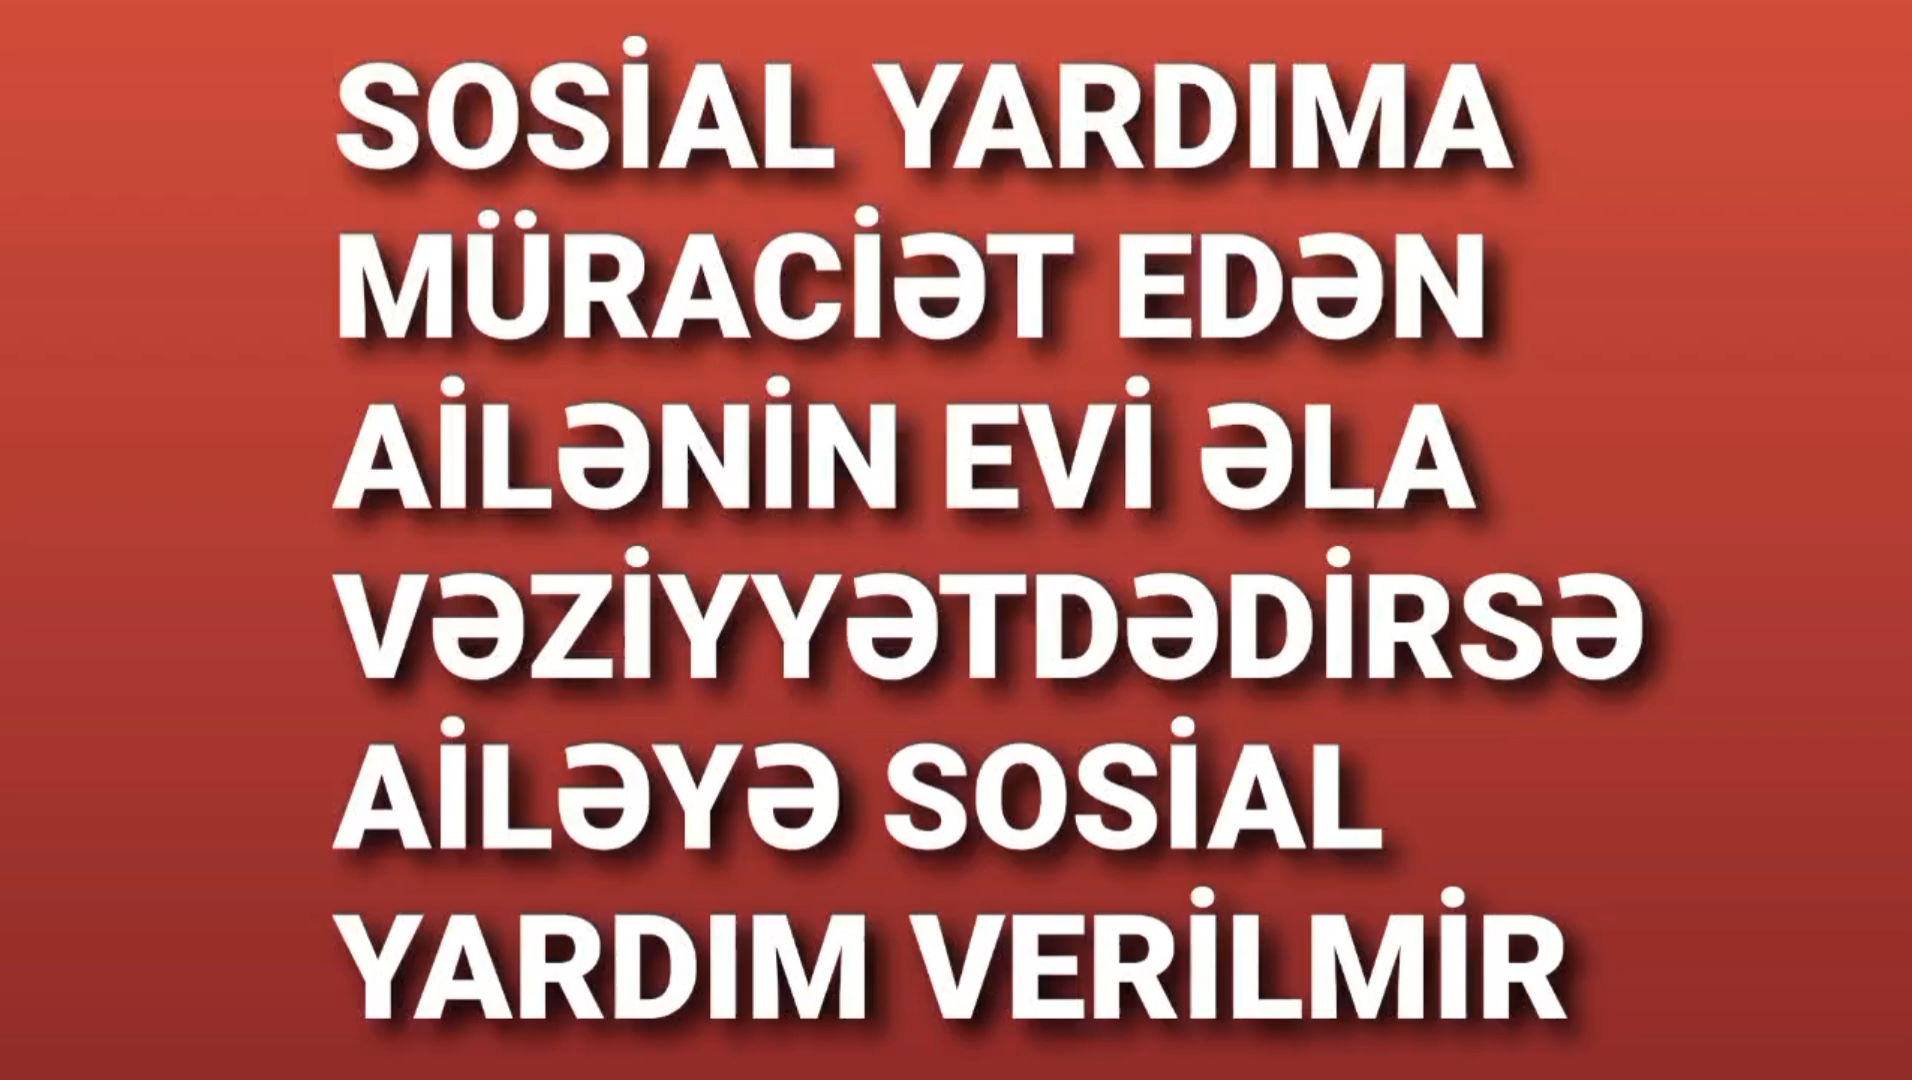 SOSİAL YARDIMA
MÜRACİƏT EDƏN
AİLƏNİN EVİ ƏLA
VƏZİYYƏTDƏDİRSƏ
AİLƏYƏ SOSİAL
YARDIM VERİLMİR